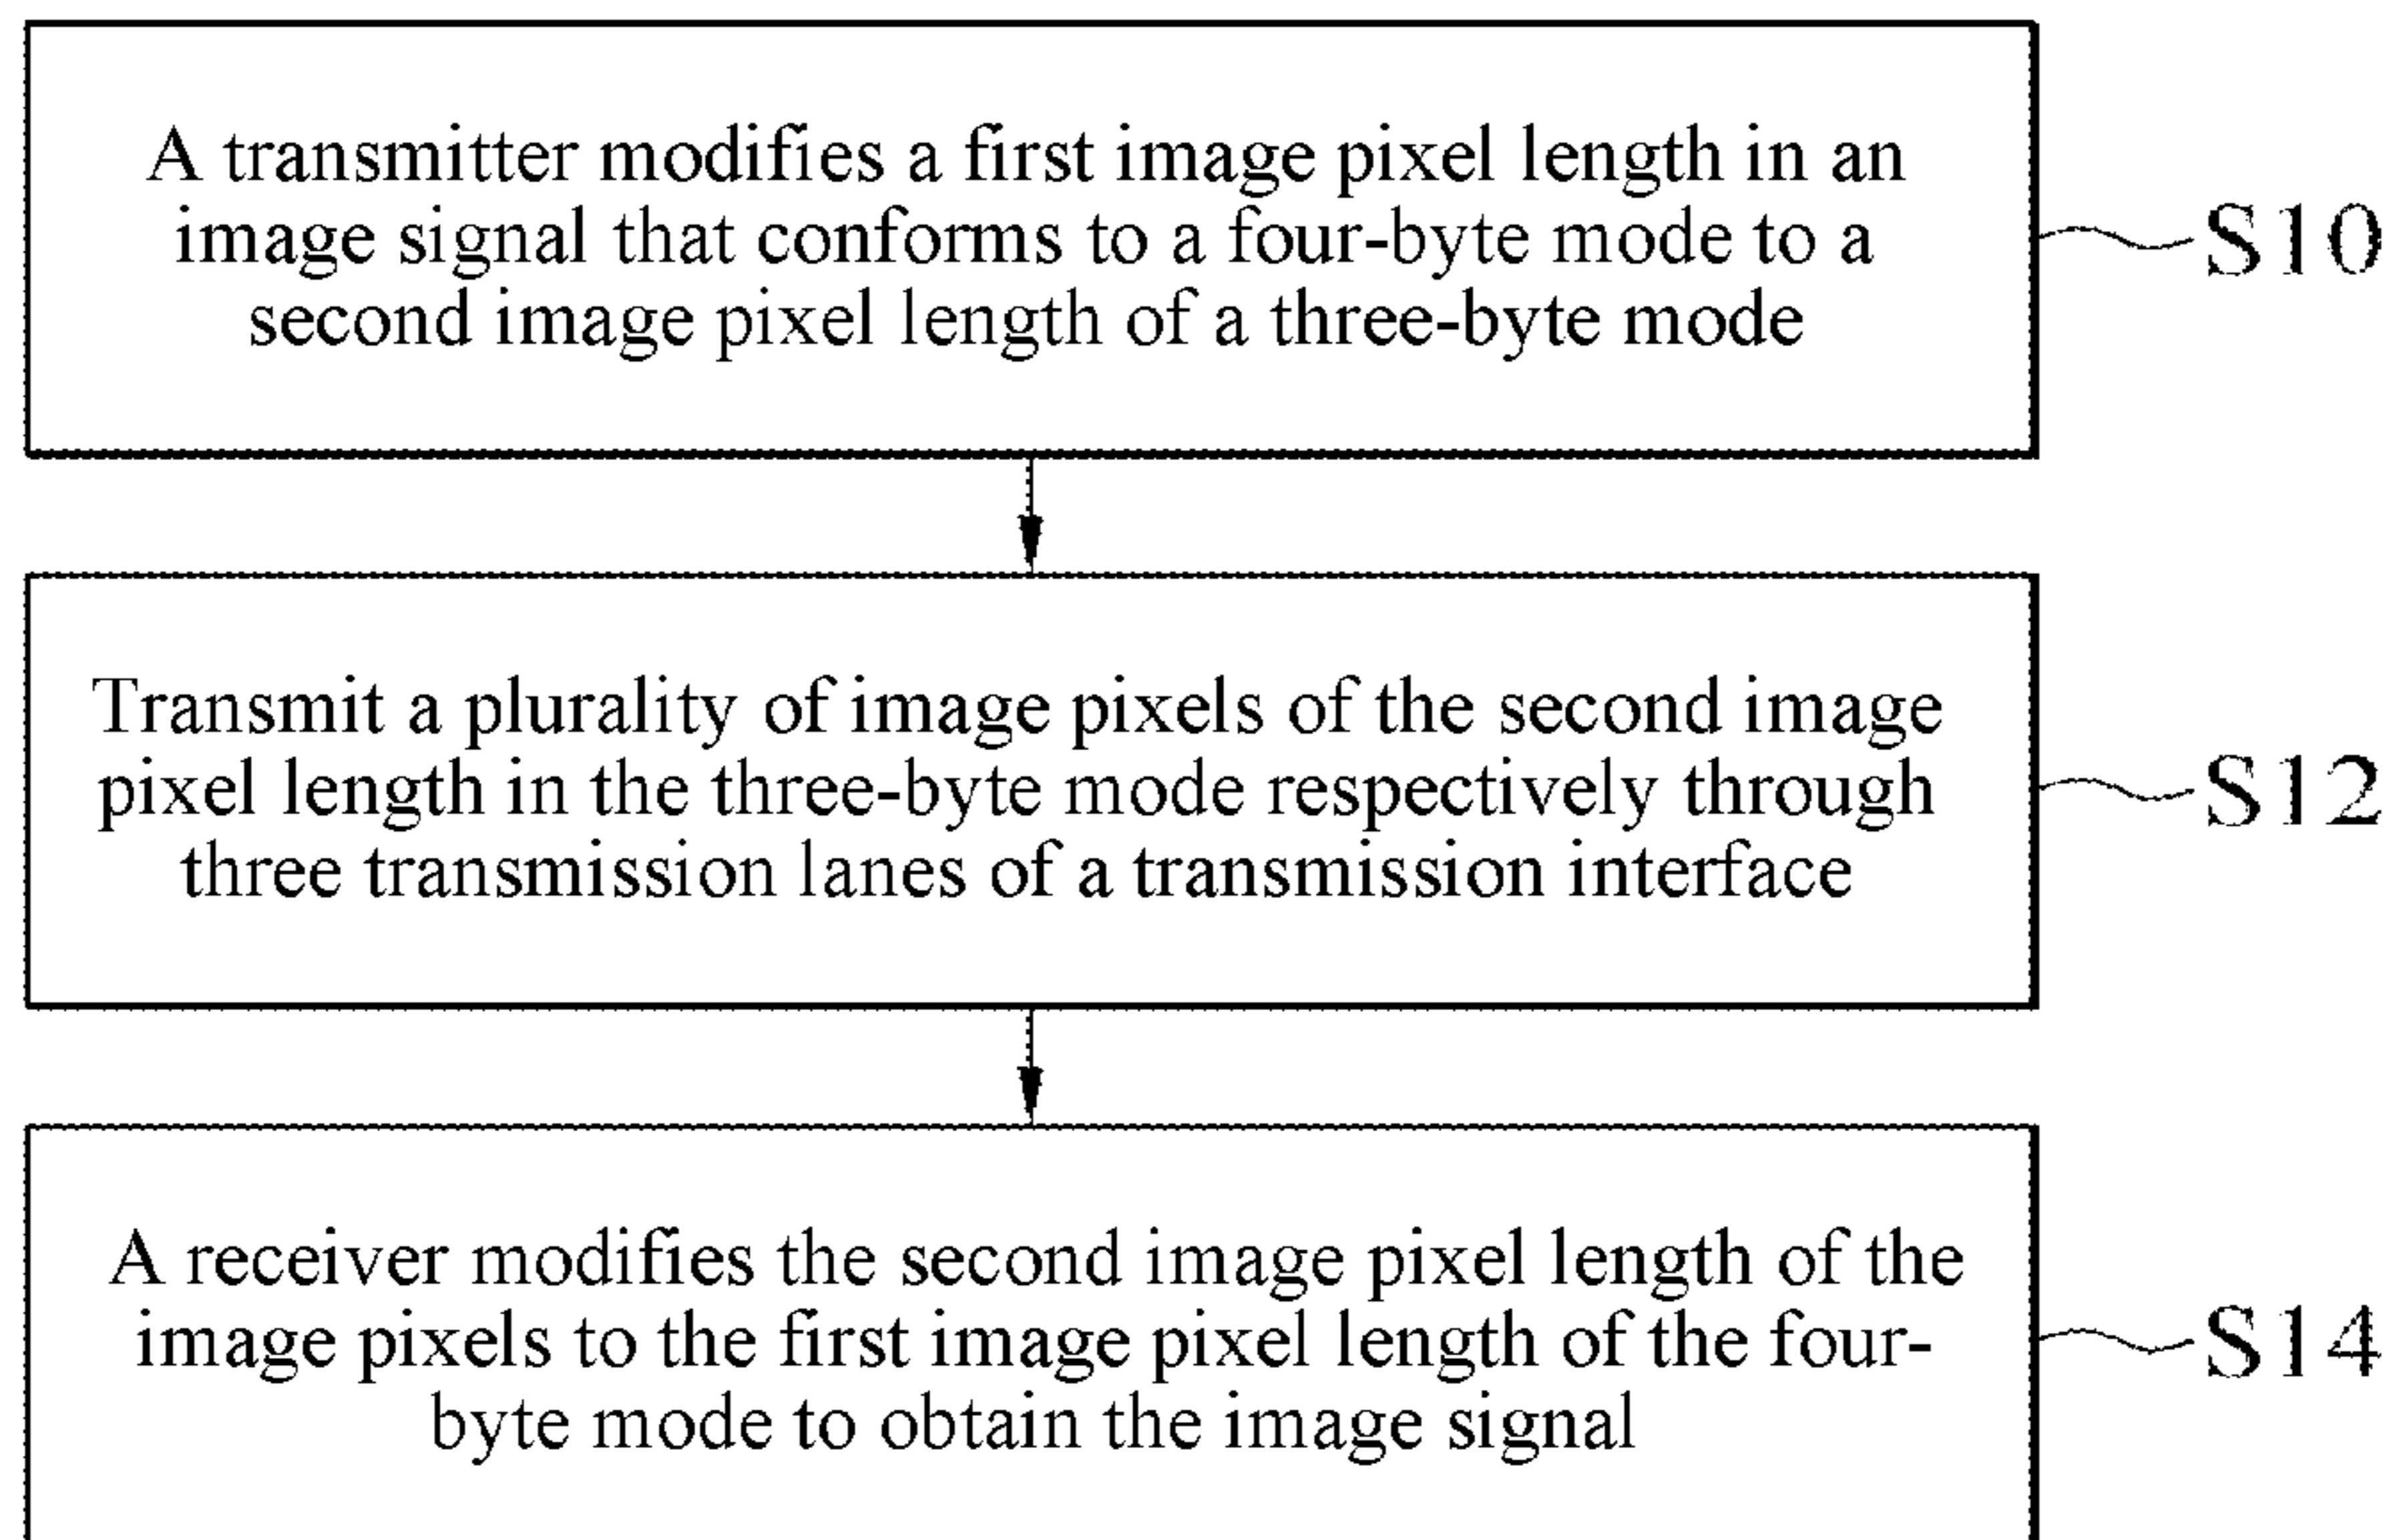 A transmitter modifies a first image pixel length in an
image signal that conforms to a four-byte mode to a
second image pixel length of a three-byte mode
S10
Transmit a plurality of image pixels of the second image
pixel length in the three-byte mode respectively through
three transmission lanes of a transmission interface
S12
A receiver modifies the second image pixel length of the
image pixels to the first image pixel length of the four-
byte mode to obtain the image signal
S14